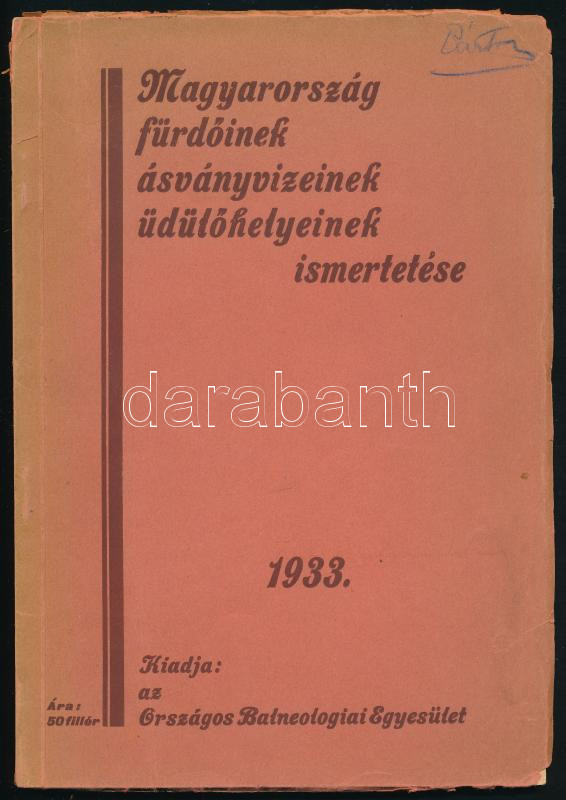 Magyarország
fürdőinek
ásványvizeinek
üdülőhelyeinek
ismertetése
darabanth
1933.
Kiadja:
az
Országos Balneologiai Egyesület
Ára:
50 fillér